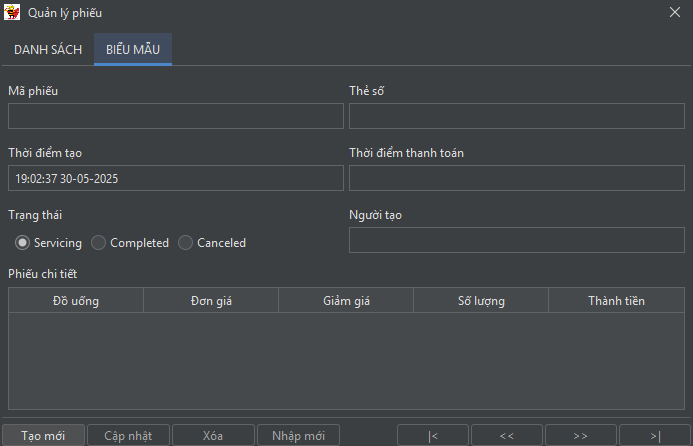 Quản lý phiếu
DANH SÁCH BIỂU MẪU
Mã phiếu Thẻ số
Thời điểm tạo Thời điểm thanh toán
19:02:37 30-05-2025
Trạng thái Người tạo
Servicing Completed Canceled
Phiếu chi tiết
Đồ uống Đơn giá Giảm giá Số lượng Thành tiền
Tạo mới Cập nhật Xóa Nhập mới |< << >> >|